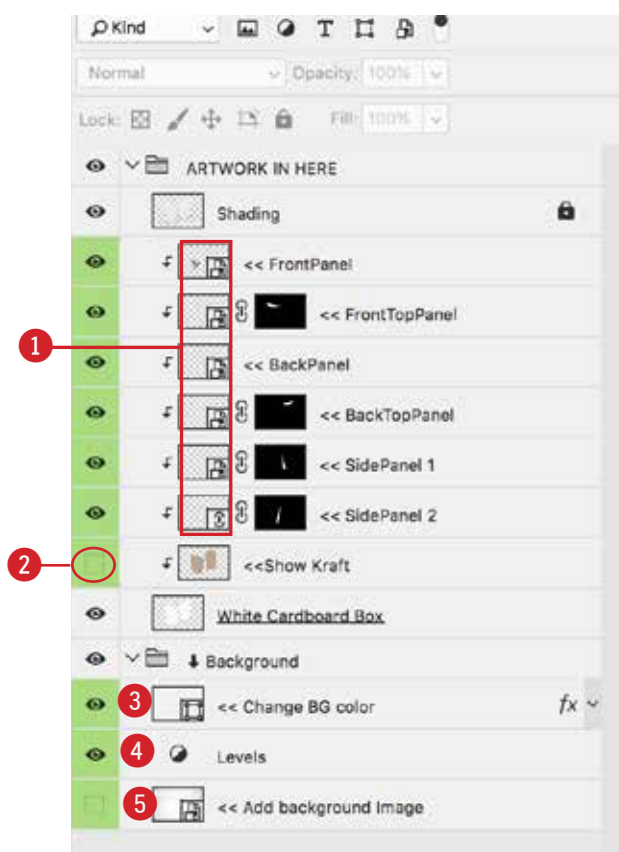 Kind
T
Normal Opacity: 100%
Lock: Fill: 100%
ARTWORK IN HERE
Shading
<< FrontPanel
<< FrontTopPanel
1
<< BackPanel
<< BackTopPanel
<< SidePanel 1
<< SidePanel 2
2
<<Show Kraft
White Cardboard Box
Background
3 << Change BG color fx
4 Levels
5 << Add background Image